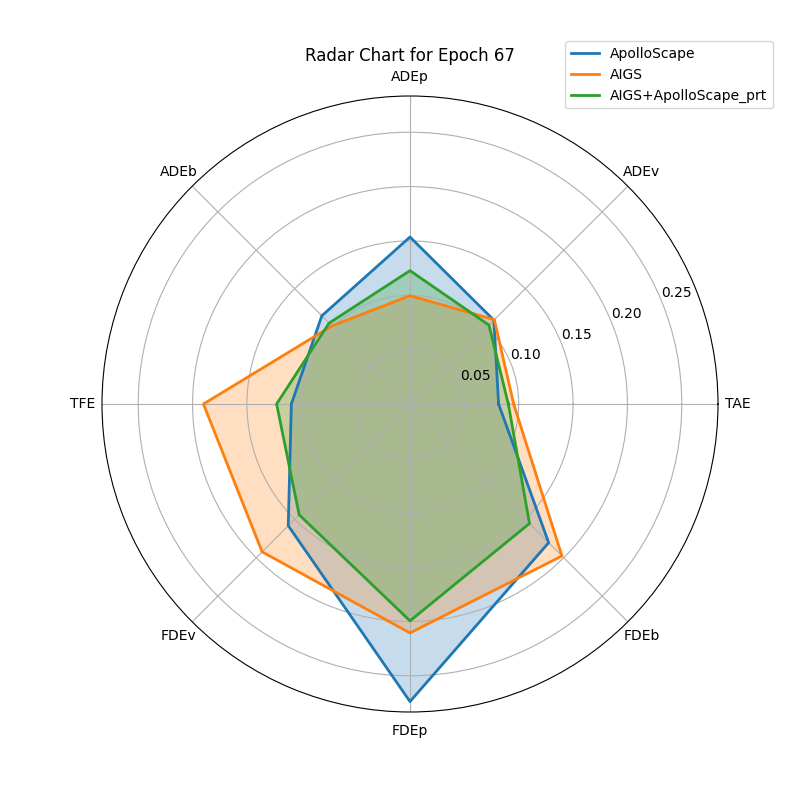 Radar Chart for Epoch 67
ApolloScape
AIGS
AIGS+ApolloScape_prt
ADEp
ADEb
ADEv
0.25
0.20
0.15
0.10
0.05
TFE
TAE
FDEv
FDEb
FDEp